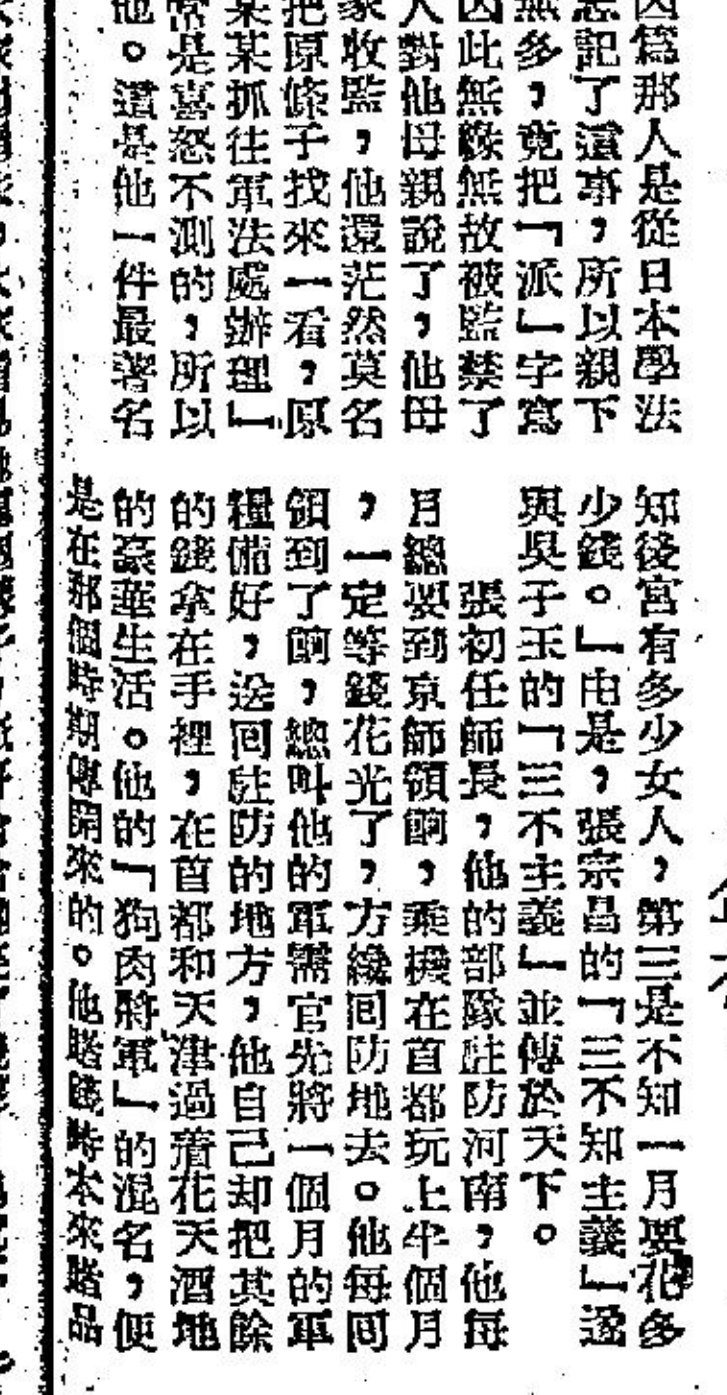 因爲那人是從日本學法
忘記了這事，所以親下
無多，竟把「派」字寫
因此無緣無故被監禁了
人對他母親說了，他母
家收監，他還茫然莫名
把原條子找來一看，原
某某抓往軍法處辦理」
常是喜怒不測的，所以
他。這是他一件最著名
知後宮有多少女人，第三是不知一月要花多
少錢。」由是，張宗昌的「三不知主義」遂
與吳子玉的「三不主義」並傳於天下。
張初任師長，他的部隊駐防河南，他每
月總要到京師領餉，乘機在首都玩上半個月
，一定等錢花光了，方纔回防地去。他每回
領到了餉，總叫他的軍需官先將一個月的軍
糧備好，送回駐防的地方，他自己却把其餘
的錢拿在手裡，在首都和天津過着花天酒地
的豪華生活。他的「狗肉將軍」的混名，便
是在那個時期傳開來的。他賭錢時本來賭品